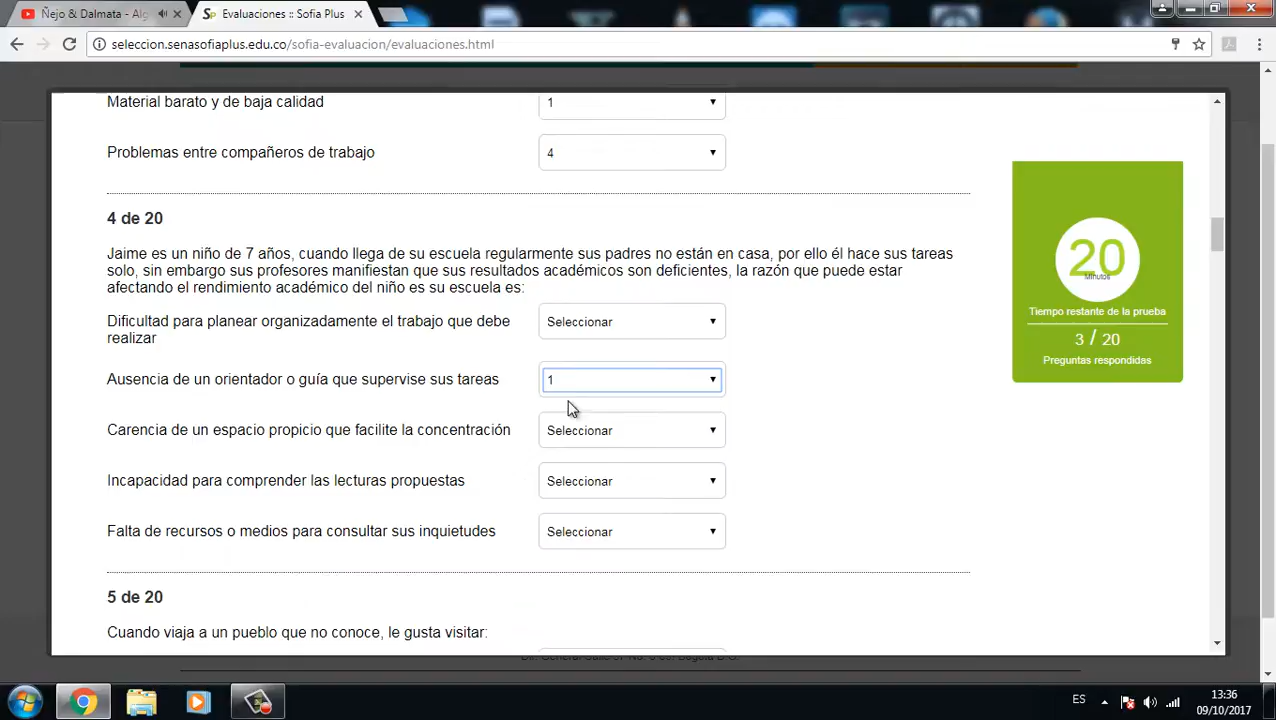 Ñejo & Dalmata - Alg
Evaluaciones :: Sofia Plus
seleccion.senasofiaplus.edu.co/sofia-evaluacion/evaluaciones.html
Material barato y de baja calidad
1
Problemas entre compañeros de trabajo
4
4 de 20
Jaime es un niño de 7 años, cuando llega de su escuela regularmente sus padres no están en casa, por ello él hace sus tareas
solo, sin embargo sus profesores manifiestan que sus resultados académicos son deficientes, la razón que puede estar
afectando el rendimiento académico del niño es su escuela es:
Dificultad para planear organizadamente el trabajo que debe
realizar
Seleccionar
Ausencia de un orientador o guía que supervise sus tareas
1
Carencia de un espacio propicio que facilite la concentración
Seleccionar
Incapacidad para comprender las lecturas propuestas
Seleccionar
Falta de recursos o medios para consultar sus inquietudes
Seleccionar
5 de 20
Cuando viaja a un pueblo que no conoce, le gusta visitar:
20
Minutos
Tiempo restante de la prueba
3 / 20
Preguntas respondidas
ES
13:36
09/10/2017